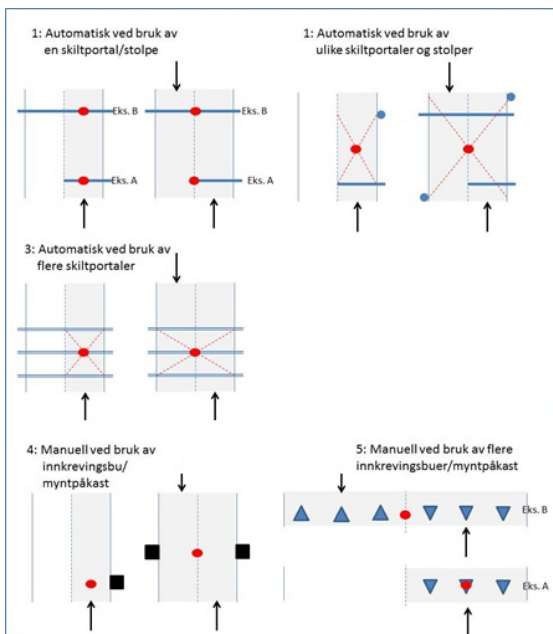 1: Automatisk ved bruk av
en skiltportal/stolpe
Eks. B
Eks. B
Eks. A
Eks. A
1: Automatisk ved bruk av
ulike skiltportaler og stolper
Eks. B
Eks. A
3: Automatisk ved bruk av
flere skiltportaler
4: Manuell ved bruk av
innkrevingsbu/
myntpåkast
5: Manuell ved bruk av flere
innkrevingsbuer/myntpåkast
Eks. B
Eks. A